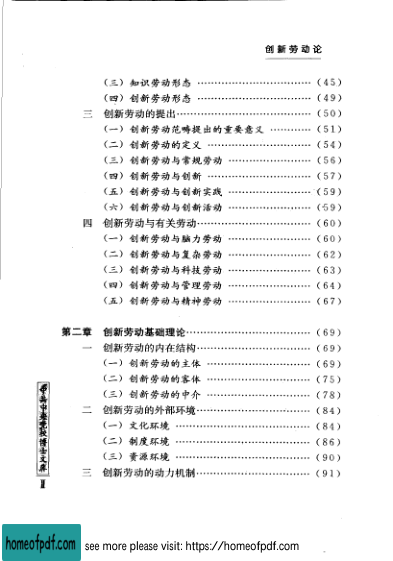 创新劳动论
（三）知识劳动形态 ……………………………（45）
（四）创新劳动形态 ……………………………（49）
三 创新劳动的提出……………………………………（50）
（一）创新劳动范畴提出的重要意义 …………（51）
（二）创新劳动的定义 …………………………（54）
（三）创新劳动与常规劳动 ……………………（56）
（四）创新劳动与创新 …………………………（57）
（五）创新劳动与创新实践 ……………………（59）
（六）创新劳动与创新活动 ……………………（59）
四 创新劳动与有关劳动………………………………（60）
（一）创新劳动与脑力劳动 ……………………（60）
（二）创新劳动与复杂劳动 ……………………（62）
（三）创新劳动与科技劳动 ……………………（63）
（四）创新劳动与管理劳动 ……………………（64）
（五）创新劳动与精神劳动 ……………………（67）
第二章 创新劳动基础理论………………………………（69）
一 创新劳动的内在结构………………………………（69）
（一）创新劳动的主体 …………………………（69）
（二）创新劳动的客体 …………………………（75）
（三）创新劳动的中介 …………………………（78）
二 创新劳动的外部环境………………………………（84）
（一）文化环境 …………………………………（84）
（二）制度环境 …………………………………（86）
（三）资源环境 …………………………………（90）
三 创新劳动的动力机制………………………………（91）
中共中央党校博士文库
II
homeofpdf.com
see more please visit: https://homeofpdf.com